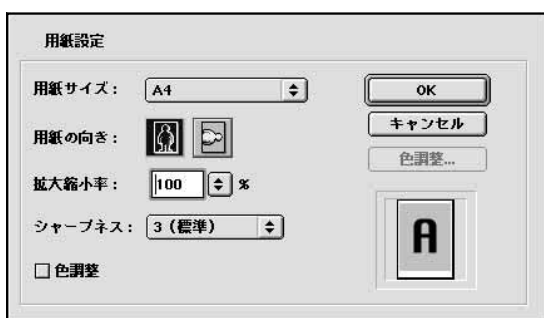 用紙設定
用紙サイズ： A4
OK
用紙の向き：
キャンセル
色調整...
拡大縮小率： 100 %
シャープネス： 3（標準）
A
色調整